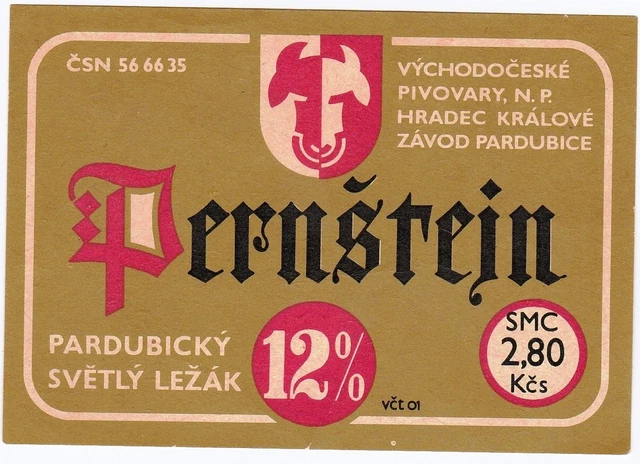 ČSN 56 66 35
VÝCHODOČESKÉ
PIVOVARY, N. P.
HRADEC KRÁLOVÉ
ZÁVOD PARDUBICE
Pernštejn
PARDUBICKÝ
SVĚTLÝ LEŽÁK
12%
včt 01
SMC
2,80
Kčs